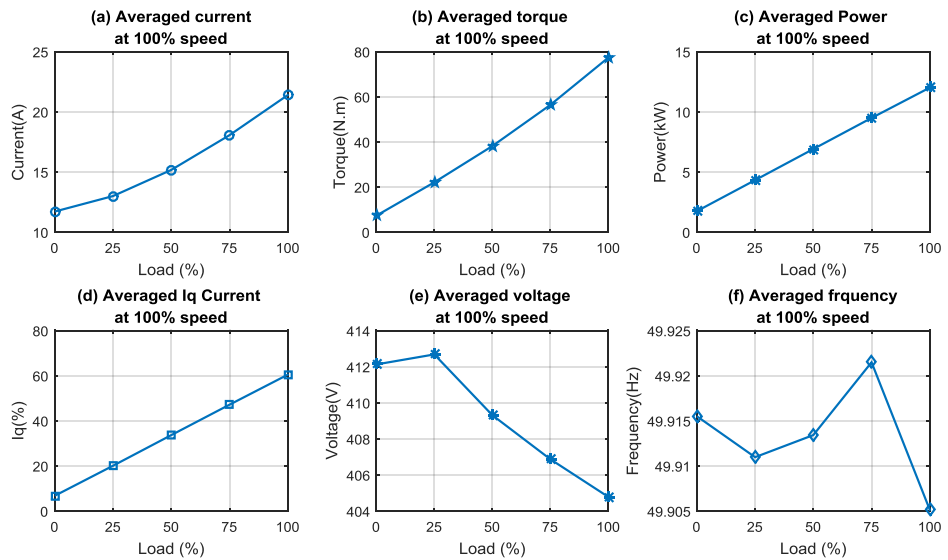 (a) Averaged current
at 100% speed
25
20
15
10
Current(A)
0 25 50 75 100
Load (%)
(b) Averaged torque
at 100% speed
80
60
40
20
0
Torque(N.m)
0 25 50 75 100
Load (%)
(c) Averaged Power
at 100% speed
15
10
5
0
Power(kW)
0 25 50 75 100
Load (%)
(d) Averaged Iq Current
at 100% speed
80
60
40
20
0
Iq(%)
0 25 50 75 100
Load (%)
(e) Averaged voltage
at 100% speed
414
412
410
408
406
404
Voltage(V)
0 25 50 75 100
Load (%)
(f) Averaged frquency
at 100% speed
49.925
49.92
49.915
49.91
49.905
Frequency(Hz)
0 25 50 75 100
Load (%)